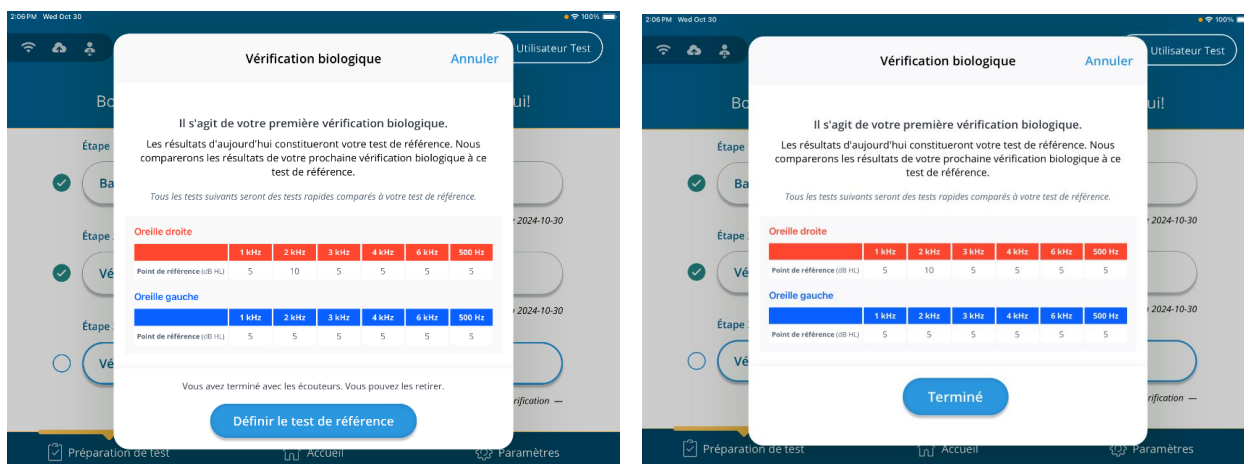 2:06 PM Wed Oct 30
100%
Utilisateur Test
Vérification biologique
Annuler
Bo
ui!
Il s'agit de votre première vérification biologique.
Les résultats d'aujourd'hui constitueront votre test de référence. Nous
comparerons les résultats de votre prochaine vérification biologique à ce
test de référence.
Tous les tests suivants seront des tests rapides comparés à votre test de référence.
Étape
Ba
2024-10-30
Oreille droite
1 kHz 2 kHz 3 kHz 4 kHz 6 kHz 500 Hz
Point de référence (dB HL) 5 10 5 5 5 5
Étape
Vé
Oreille gauche
1 kHz 2 kHz 3 kHz 4 kHz 6 kHz 500 Hz
Point de référence (dB HL) 5 5 5 5 5 5
2024-10-30
Étape
Vé
Vous avez terminé avec les écouteurs. Vous pouvez les retirer.
rification —
Définir le test de référence
Préparation de test
Accueil
Paramètres
2:06 PM Wed Oct 30
100%
Utilisateur Test
Vérification biologique
Annuler
Bo
ui!
Il s'agit de votre première vérification biologique.
Les résultats d'aujourd'hui constitueront votre test de référence. Nous
comparerons les résultats de votre prochaine vérification biologique à ce
test de référence.
Tous les tests suivants seront des tests rapides comparés à votre test de référence.
Étape
Ba
2024-10-30
Oreille droite
1 kHz 2 kHz 3 kHz 4 kHz 6 kHz 500 Hz
Point de référence (dB HL) 5 10 5 5 5 5
Étape
Vé
Oreille gauche
1 kHz 2 kHz 3 kHz 4 kHz 6 kHz 500 Hz
Point de référence (dB HL) 5 5 5 5 5 5
2024-10-30
Étape
Vé
Terminé
rification —
Préparation de test
Accueil
Paramètres